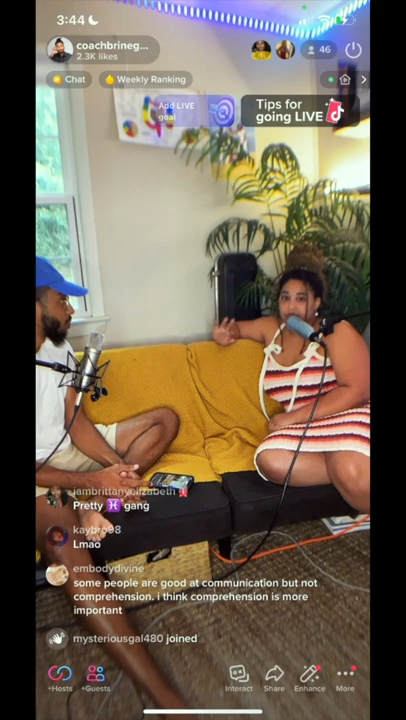 3:44
coachbrineg...
2.3K likes
46
Chat
Weekly Ranking
Add LIVE
goal
Tips for
going LIVE
iambrittanyelizabeth
Pretty ♓ gang
kaybro98
Lmao
embodydivine
some people are good at communication but not
comprehension. i think comprehension is more
important
mysteriousgal480 joined
+Hosts
+Guests
Interact
Share
Enhance
More